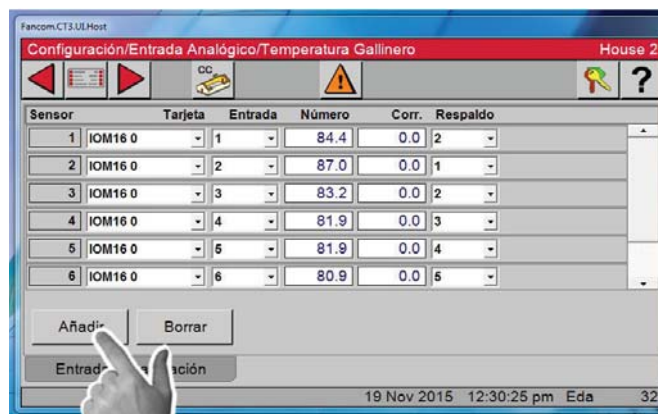 Fancom.CT3.UI.Host
Configuración/Entrada Analógico/Temperatura Gallinero House 2
CC ?
Sensor Tarjeta Entrada Número Corr. Respaldo
1 IOM16 0 1 84.4 0.0 2
2 IOM16 0 2 87.0 0.0 1
3 IOM16 0 3 83.2 0.0 2
4 IOM16 0 4 81.9 0.0 3
5 IOM16 0 5 81.9 0.0 4
6 IOM16 0 6 80.9 0.0 5
Añadir Borrar
19 Nov 2015 12:30:25 pm Eda 32